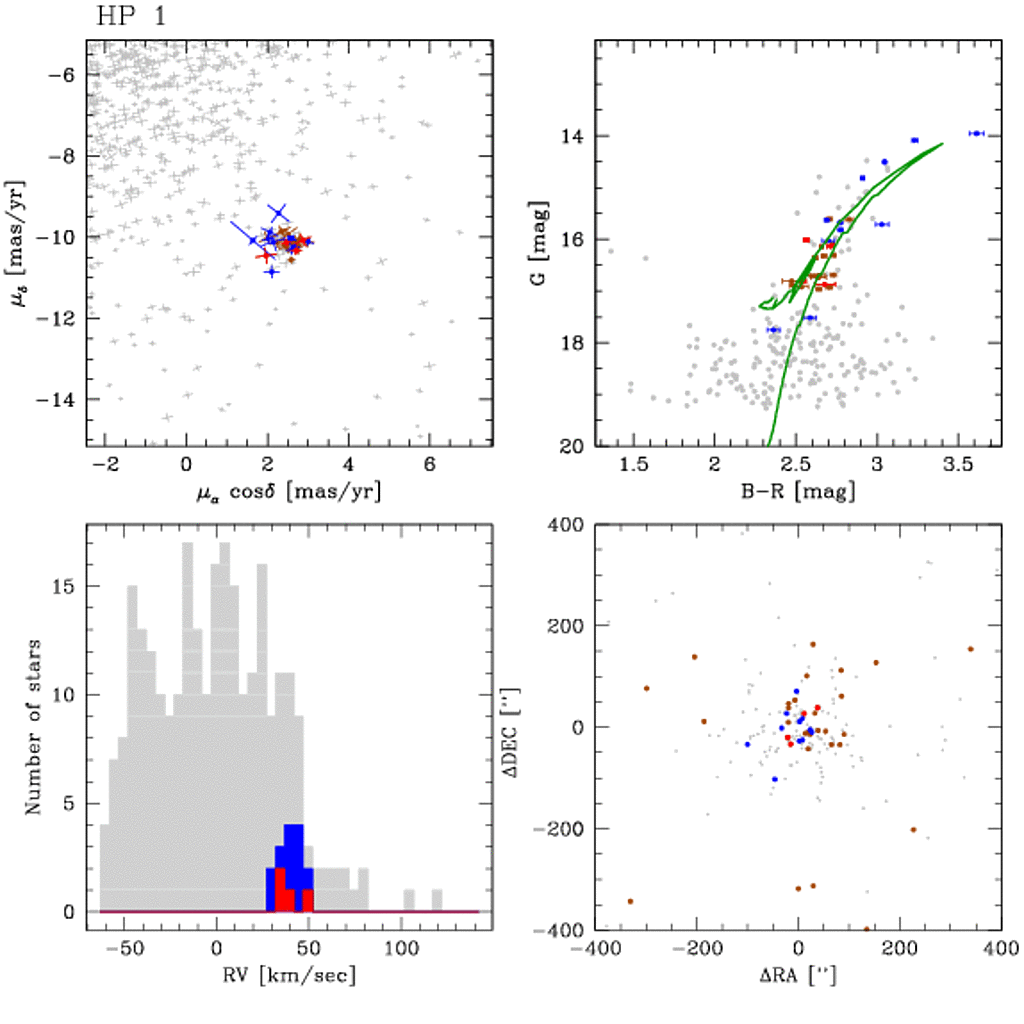 HP 1
−6
−8
−10
−12
−14
μδ [mas/yr]
−2 0 2 4 6
μα cosδ [mas/yr]
14
16
18
20
G [mag]
1.5 2 2.5 3 3.5
B−R [mag]
15
10
5
0
Number of stars
−50 0 50 100
RV [km/sec]
400
200
0
−200
−400
ΔDEC [″]
−400 −200 0 200 400
ΔRA [″]